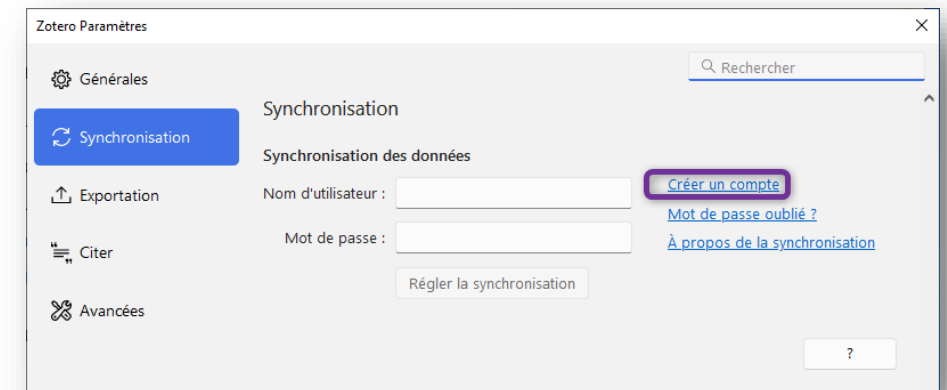 Zotero Paramètres
Rechercher
Générales
Synchronisation
Exportation
Citer
Avancées
Synchronisation
Synchronisation des données
Nom d'utilisateur :
Créer un compte
Mot de passe oublié ?
Mot de passe :
À propos de la synchronisation
Régler la synchronisation
?